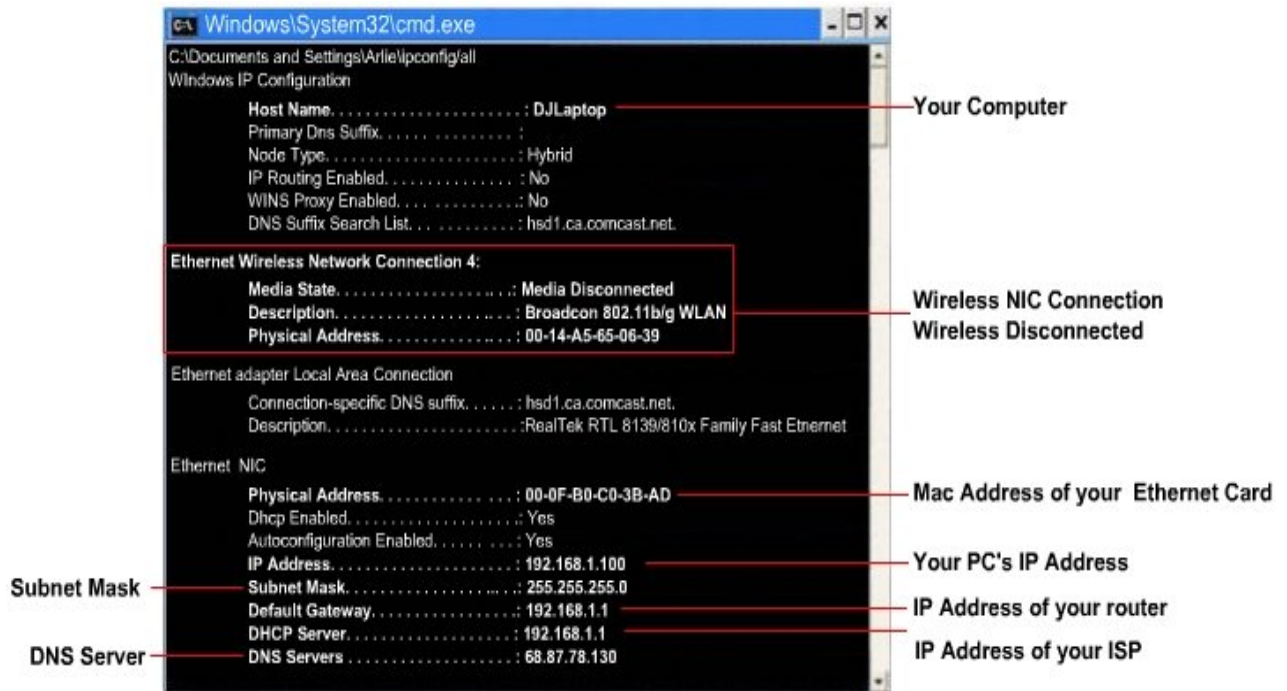 Windows\System32\cmd.exe
C:\Documents and Settings\Arlie\ipconfig/all
WIndows IP Configuration
Host Name. . . . . . . . . . . . . . . . . . . . . . : DJLaptop
Your Computer
Primary Dns Suffix. . . . . . . . . . . . . . . . :
Node Type. . . . . . . . . . . . . . . . . . . . . . : Hybrid
IP Routing Enabled. . . . . . . . . . . . . . . : No
WINS Proxy Enabled. . . . . . . . . . . . . . : No
DNS Suffix Search List. . . . . . . . . . . . : hsd1.ca.comcast.net.
Ethernet Wireless Network Connection 4:
Media State. . . . . . . . . . . . . . . . . . .. . .: Media Disconnected
Description. . . . . . . . . . . . . . . . . . .. . . : Broadcon 802.11b/g WLAN
Physical Address. . . . . . . . . . . . .. . . : 00-14-A5-65-06-39
Wireless NIC Connection
Wireless Disconnected
Ethernet adapter Local Area Connection
Connection-specific DNS suffix. . . . . . : hsd1.ca.comcast.net.
Description. . . . . . . . . . . . . . . . . . . . . .:RealTek RTL 8139/810x Family Fast Etnernet
Ethernet NIC
Physical Address. . . . . . . . . . . . . . . : 00-0F-B0-C0-3B-AD
Mac Address of your Ethernet Card
Dhcp Enabled. . . . . . . . . . . . . . . . . . . .: Yes
Autoconfiguration Enabled. . . . . . . . . . : Yes
IP Address. . . . . . . . . . . . . . . . . . . . . : 192.168.1.100
Your PC's IP Address
Subnet Mask
Subnet Mask. . . . . . . . . . . . . . . .... . .: 255.255.255.0
Default Gateway. . . . . . . . . . . . . . . . .: 192.168.1.1
IP Address of your router
DHCP Server. . . . . . . . . . . . . . . . . . . : 192.168.1.1
IP Address of your ISP
DNS Server
DNS Servers . . . . . . . . . . . . . . . . . . . : 68.87.78.130